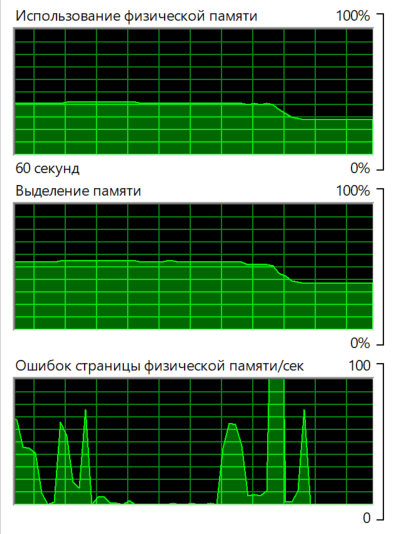 Использование физической памяти 100%
60 секунд 0%
Выделение памяти 100%
0%
Ошибок страницы физической памяти/сек 100
0